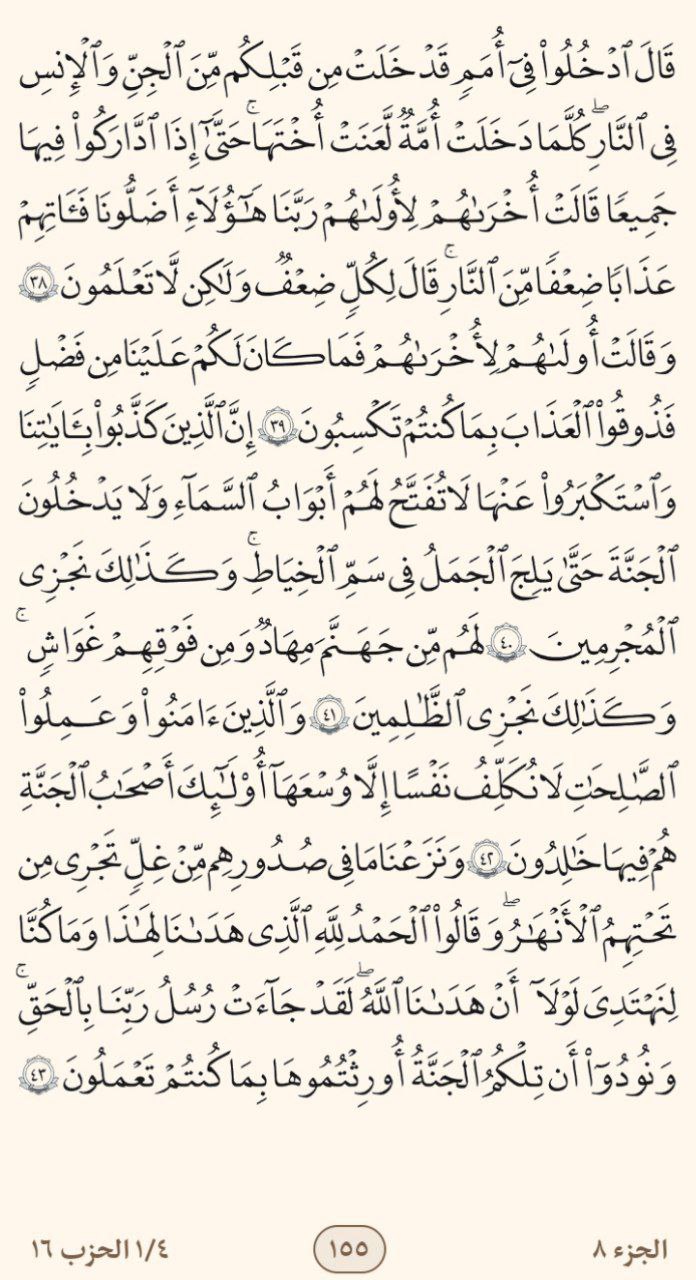 قَالَ ٱدۡخُلُواْ فِيٓ أُمَمٖ قَدۡ خَلَتۡ مِن قَبۡلِكُم مِّنَ ٱلۡجِنِّ وَٱلۡإِنسِ
فِي ٱلنَّارِۖ كُلَّمَا دَخَلَتۡ أُمَّةٞ لَّعَنَتۡ أُخۡتَهَاۚ حَتَّىٰٓ إِذَا ٱدَّارَكُواْ فِيهَا
جَمِيعٗا قَالَتۡ أُخۡرَىٰهُمۡ لِأُولَىٰهُمۡ رَبَّنَا هَٰٓؤُلَآءِ أَضَلُّونَا فَـَٔاتِهِمۡ
عَذَابٗا ضِعۡفٗا مِّنَ ٱلنَّارِۚ قَالَ لِكُلّٖ ضِعۡفٞ وَلَٰكِن لَّا تَعۡلَمُونَ ٣٨
وَقَالَتۡ أُولَىٰهُمۡ لِأُخۡرَىٰهُمۡ فَمَا كَانَ لَكُمۡ عَلَيۡنَا مِن فَضۡلٖ
فَذُوقُواْ ٱلۡعَذَابَ بِمَا كُنتُمۡ تَكۡسِبُونَ ٣٩ إِنَّ ٱلَّذِينَ كَذَّبُواْ بِـَٔايَٰتِنَا
وَٱسۡتَكۡبَرُواْ عَنۡهَا لَا تُفَتَّحُ لَهُمۡ أَبۡوَٰبُ ٱلسَّمَآءِ وَلَا يَدۡخُلُونَ
ٱلۡجَنَّةَ حَتَّىٰ يَلِجَ ٱلۡجَمَلُ فِي سَمِّ ٱلۡخِيَاطِۚ وَكَذَٰلِكَ نَجۡزِي
ٱلۡمُجۡرِمِينَ ٤٠ لَهُم مِّن جَهَنَّمَ مِهَادٞ وَمِن فَوۡقِهِمۡ غَوَاشٖۚ
وَكَذَٰلِكَ نَجۡزِي ٱلظَّٰلِمِينَ ٤١ وَٱلَّذِينَ ءَامَنُواْ وَعَمِلُواْ
ٱلصَّٰلِحَٰتِ لَا نُكَلِّفُ نَفۡسًا إِلَّا وُسۡعَهَآ أُوْلَٰٓئِكَ أَصۡحَٰبُ ٱلۡجَنَّةِۖ
هُمۡ فِيهَا خَٰلِدُونَ ٤٢ وَنَزَعۡنَا مَا فِي صُدُورِهِم مِّنۡ غِلّٖ تَجۡرِي مِن
تَحۡتِهِمُ ٱلۡأَنۡهَٰرُۖ وَقَالُواْ ٱلۡحَمۡدُ لِلَّهِ ٱلَّذِي هَدَىٰنَا لِهَٰذَا وَمَا كُنَّا
لِنَهۡتَدِيَ لَوۡلَآ أَنۡ هَدَىٰنَا ٱللَّهُۖ لَقَدۡ جَآءَتۡ رُسُلُ رَبِّنَا بِٱلۡحَقِّۖ
وَنُودُوٓاْ أَن تِلۡكُمُ ٱلۡجَنَّةُ أُورِثۡتُمُوهَا بِمَا كُنتُمۡ تَعۡمَلُونَ ٤٣
الجزء ٨
١٥٥
١/٤ الحزب ١٦